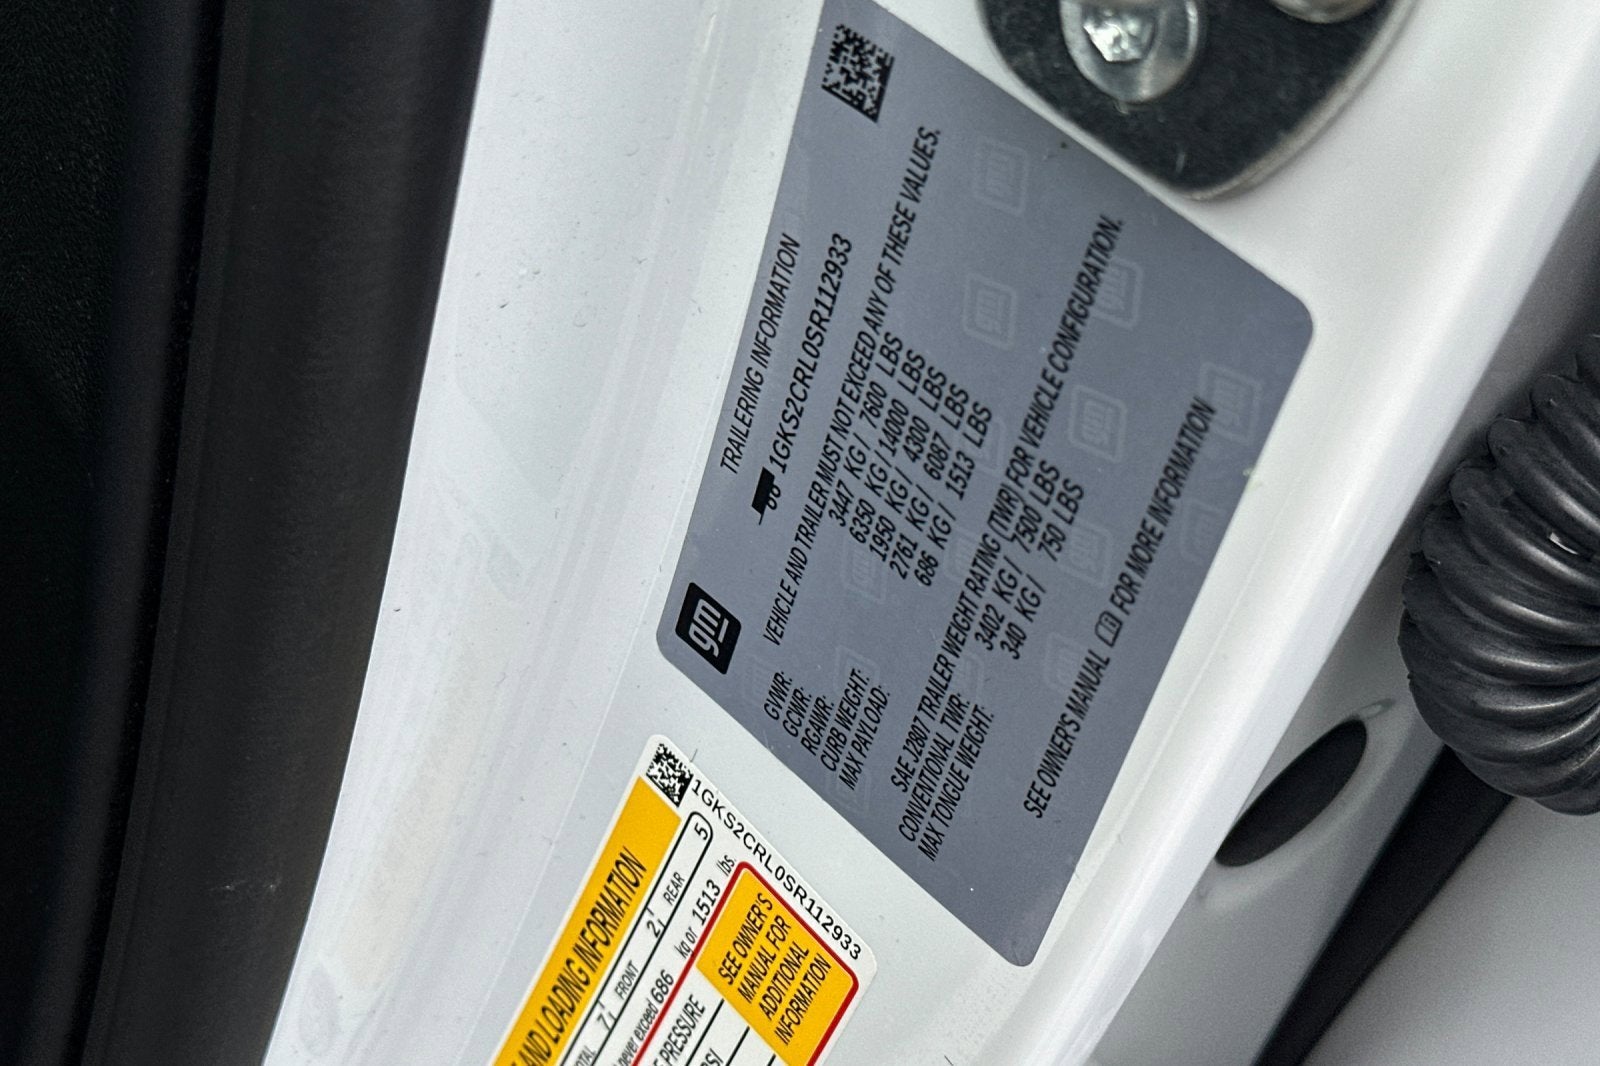 gm
TRAILERING INFORMATION
1GKS2CRL0SR112933
VEHICLE AND TRAILER MUST NOT EXCEED ANY OF THESE VALUES.
GVWR: 3447 KG / 7600 LBS
GCWR: 6350 KG / 14000 LBS
RGAWR: 1950 KG / 4300 LBS
CURB WEIGHT: 2761 KG / 6087 LBS
MAX PAYLOAD: 686 KG / 1513 LBS
SAE J2807 TRAILER WEIGHT RATING (TWR) FOR VEHICLE CONFIGURATION.
CONVENTIONAL TWR: 3402 KG / 7500 LBS
MAX TONGUE WEIGHT: 340 KG / 750 LBS
SEE OWNER'S MANUAL FOR MORE INFORMATION
1GKS2CRL0SR112933
AND LOADING INFORMATION
7 FRONT 2 REAR 5
never exceed 686 kg or 1513 lbs.
PRESSURE
SEE OWNER'S
MANUAL FOR
ADDITIONAL
INFORMATION